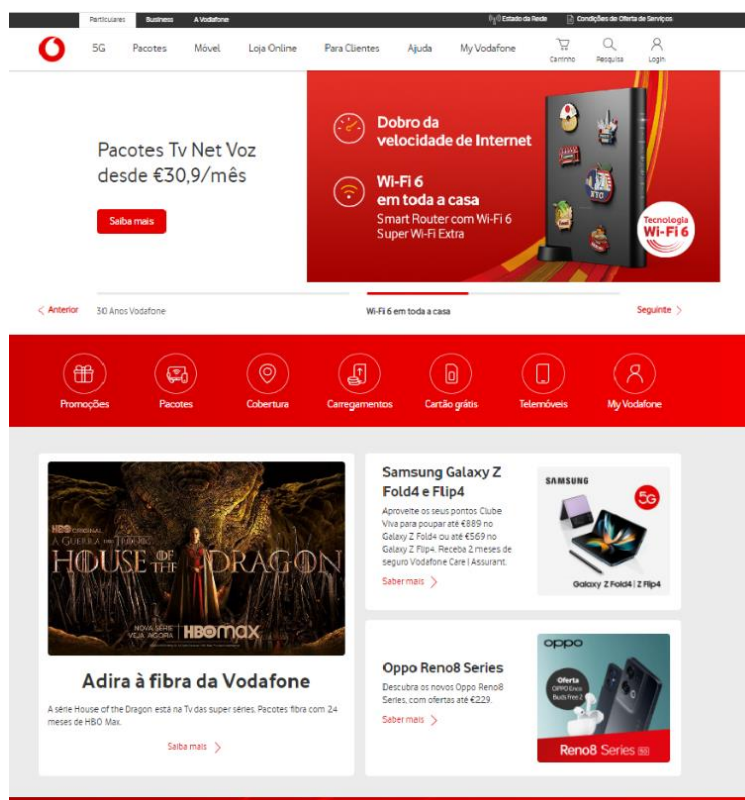 Particulares Business A Vodafone Estado da Rede Condições de Oferta de Serviços
5G Pacotes Móvel Loja Online Para Clientes Ajuda My Vodafone Carrinho Pesquisa Login
Pacotes Tv Net Voz
desde €30,9/mês
Saiba mais
Dobro da
velocidade de Internet
Wi-Fi 6
em toda a casa
Smart Router com Wi-Fi 6
Super Wi-Fi Extra
XTO
Tecnologia
Wi-Fi 6
Anterior 30 Anos Vodafone Wi-Fi 6 em toda a casa Seguinte
Promoções Pacotes Cobertura Carregamentos Cartão grátis Telemóveis My Vodafone
HBO ORIGINAL
A GUERRA DOS TRONOS
HOUSE OF THE DRAGON
NOVA SÉRIE
VEJA AGORA
HBOmax
Adira à fibra da Vodafone
A série House of the Dragon está na Tv das super séries. Pacotes fibra com 24
meses de HBO Max.
Saiba mais
Samsung Galaxy Z
Fold4 e Flip4
Aproveite os seus pontos Clube
Viva para poupar até €889 no
Galaxy Z Fold4 ou até €569 no
Galaxy Z Flip4. Receba 2 meses de
seguro Vodafone Care | Assurant.
Saber mais
SAMSUNG
5G
Galaxy Z Fold4 | Z Flip4
Oppo Reno8 Series
Descubra os novos Oppo Reno8
Series, com ofertas até €229.
Saber mais
oppo
Oferta
OPPO Enco
Buds Free 2
Reno8 Series 5G